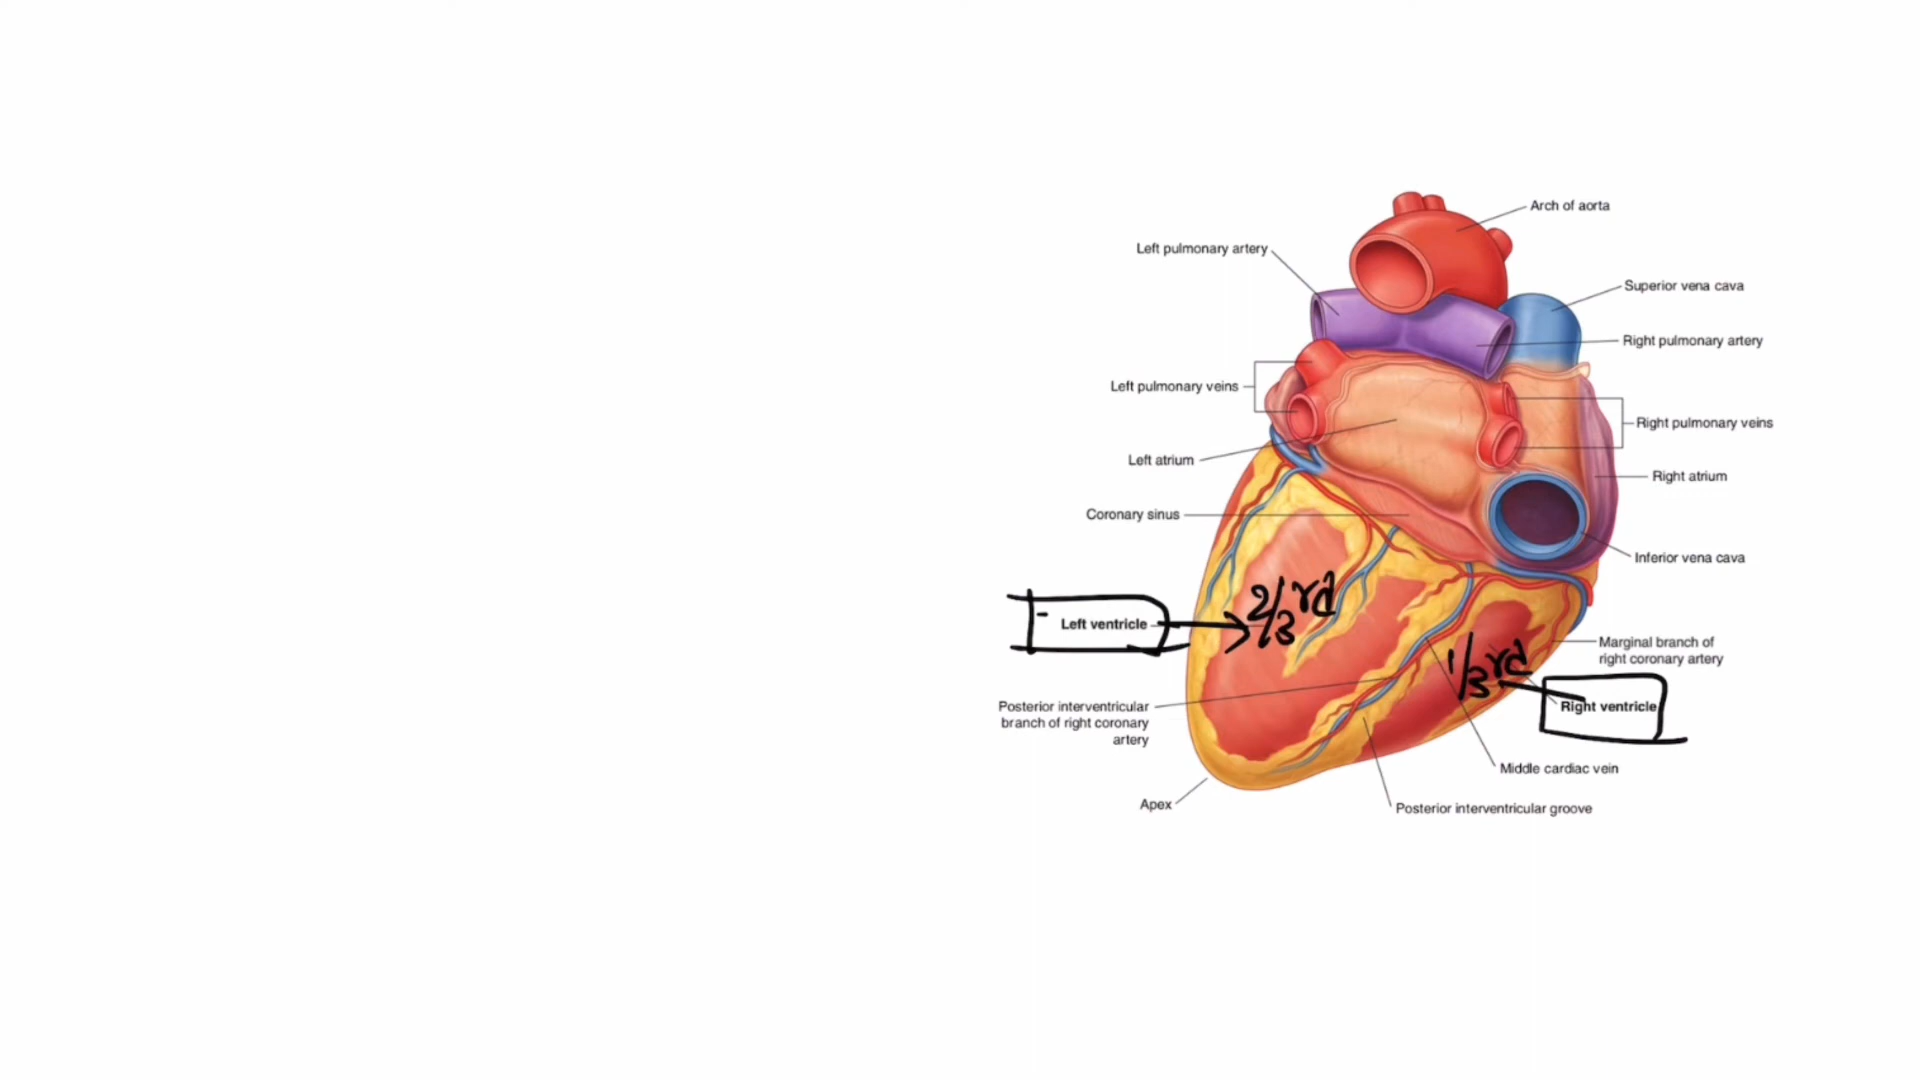 Arch of aorta
Left pulmonary artery
Superior vena cava
Right pulmonary artery
Left pulmonary veins
Right pulmonary veins
Left atrium
Right atrium
Coronary sinus
Inferior vena cava
2/3rd
Left ventricle
Marginal branch of
right coronary artery
1/3rd
Right ventricle
Posterior interventricular
branch of right coronary
artery
Middle cardiac vein
Apex
Posterior interventricular groove